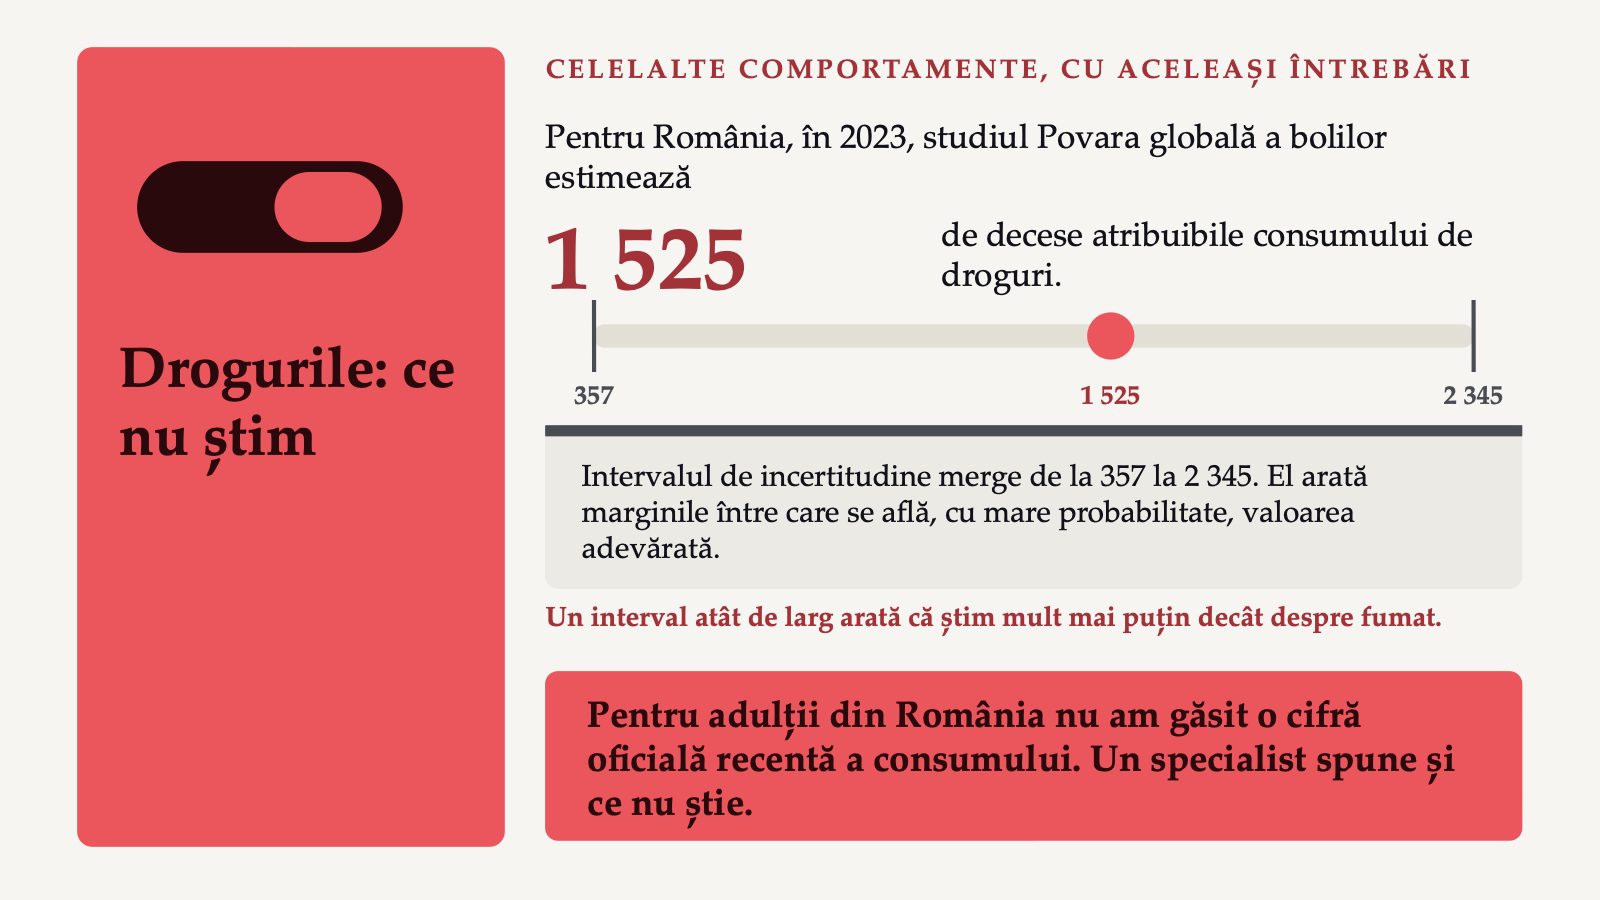 Drogurile: ce
nu știm
CELELALTE COMPORTAMENTE, CU ACELEAȘI ÎNTREBĂRI
Pentru România, în 2023, studiul Povara globală a bolilor
estimează
1 525
de decese atribuibile consumului de
droguri.
357
1 525
2 345
Intervalul de incertitudine merge de la 357 la 2 345. El arată
marginile între care se află, cu mare probabilitate, valoarea
adevărată.
Un interval atât de larg arată că știm mult mai puțin decât despre fumat.
Pentru adulții din România nu am găsit o cifră
oficială recentă a consumului. Un specialist spune și
ce nu știe.